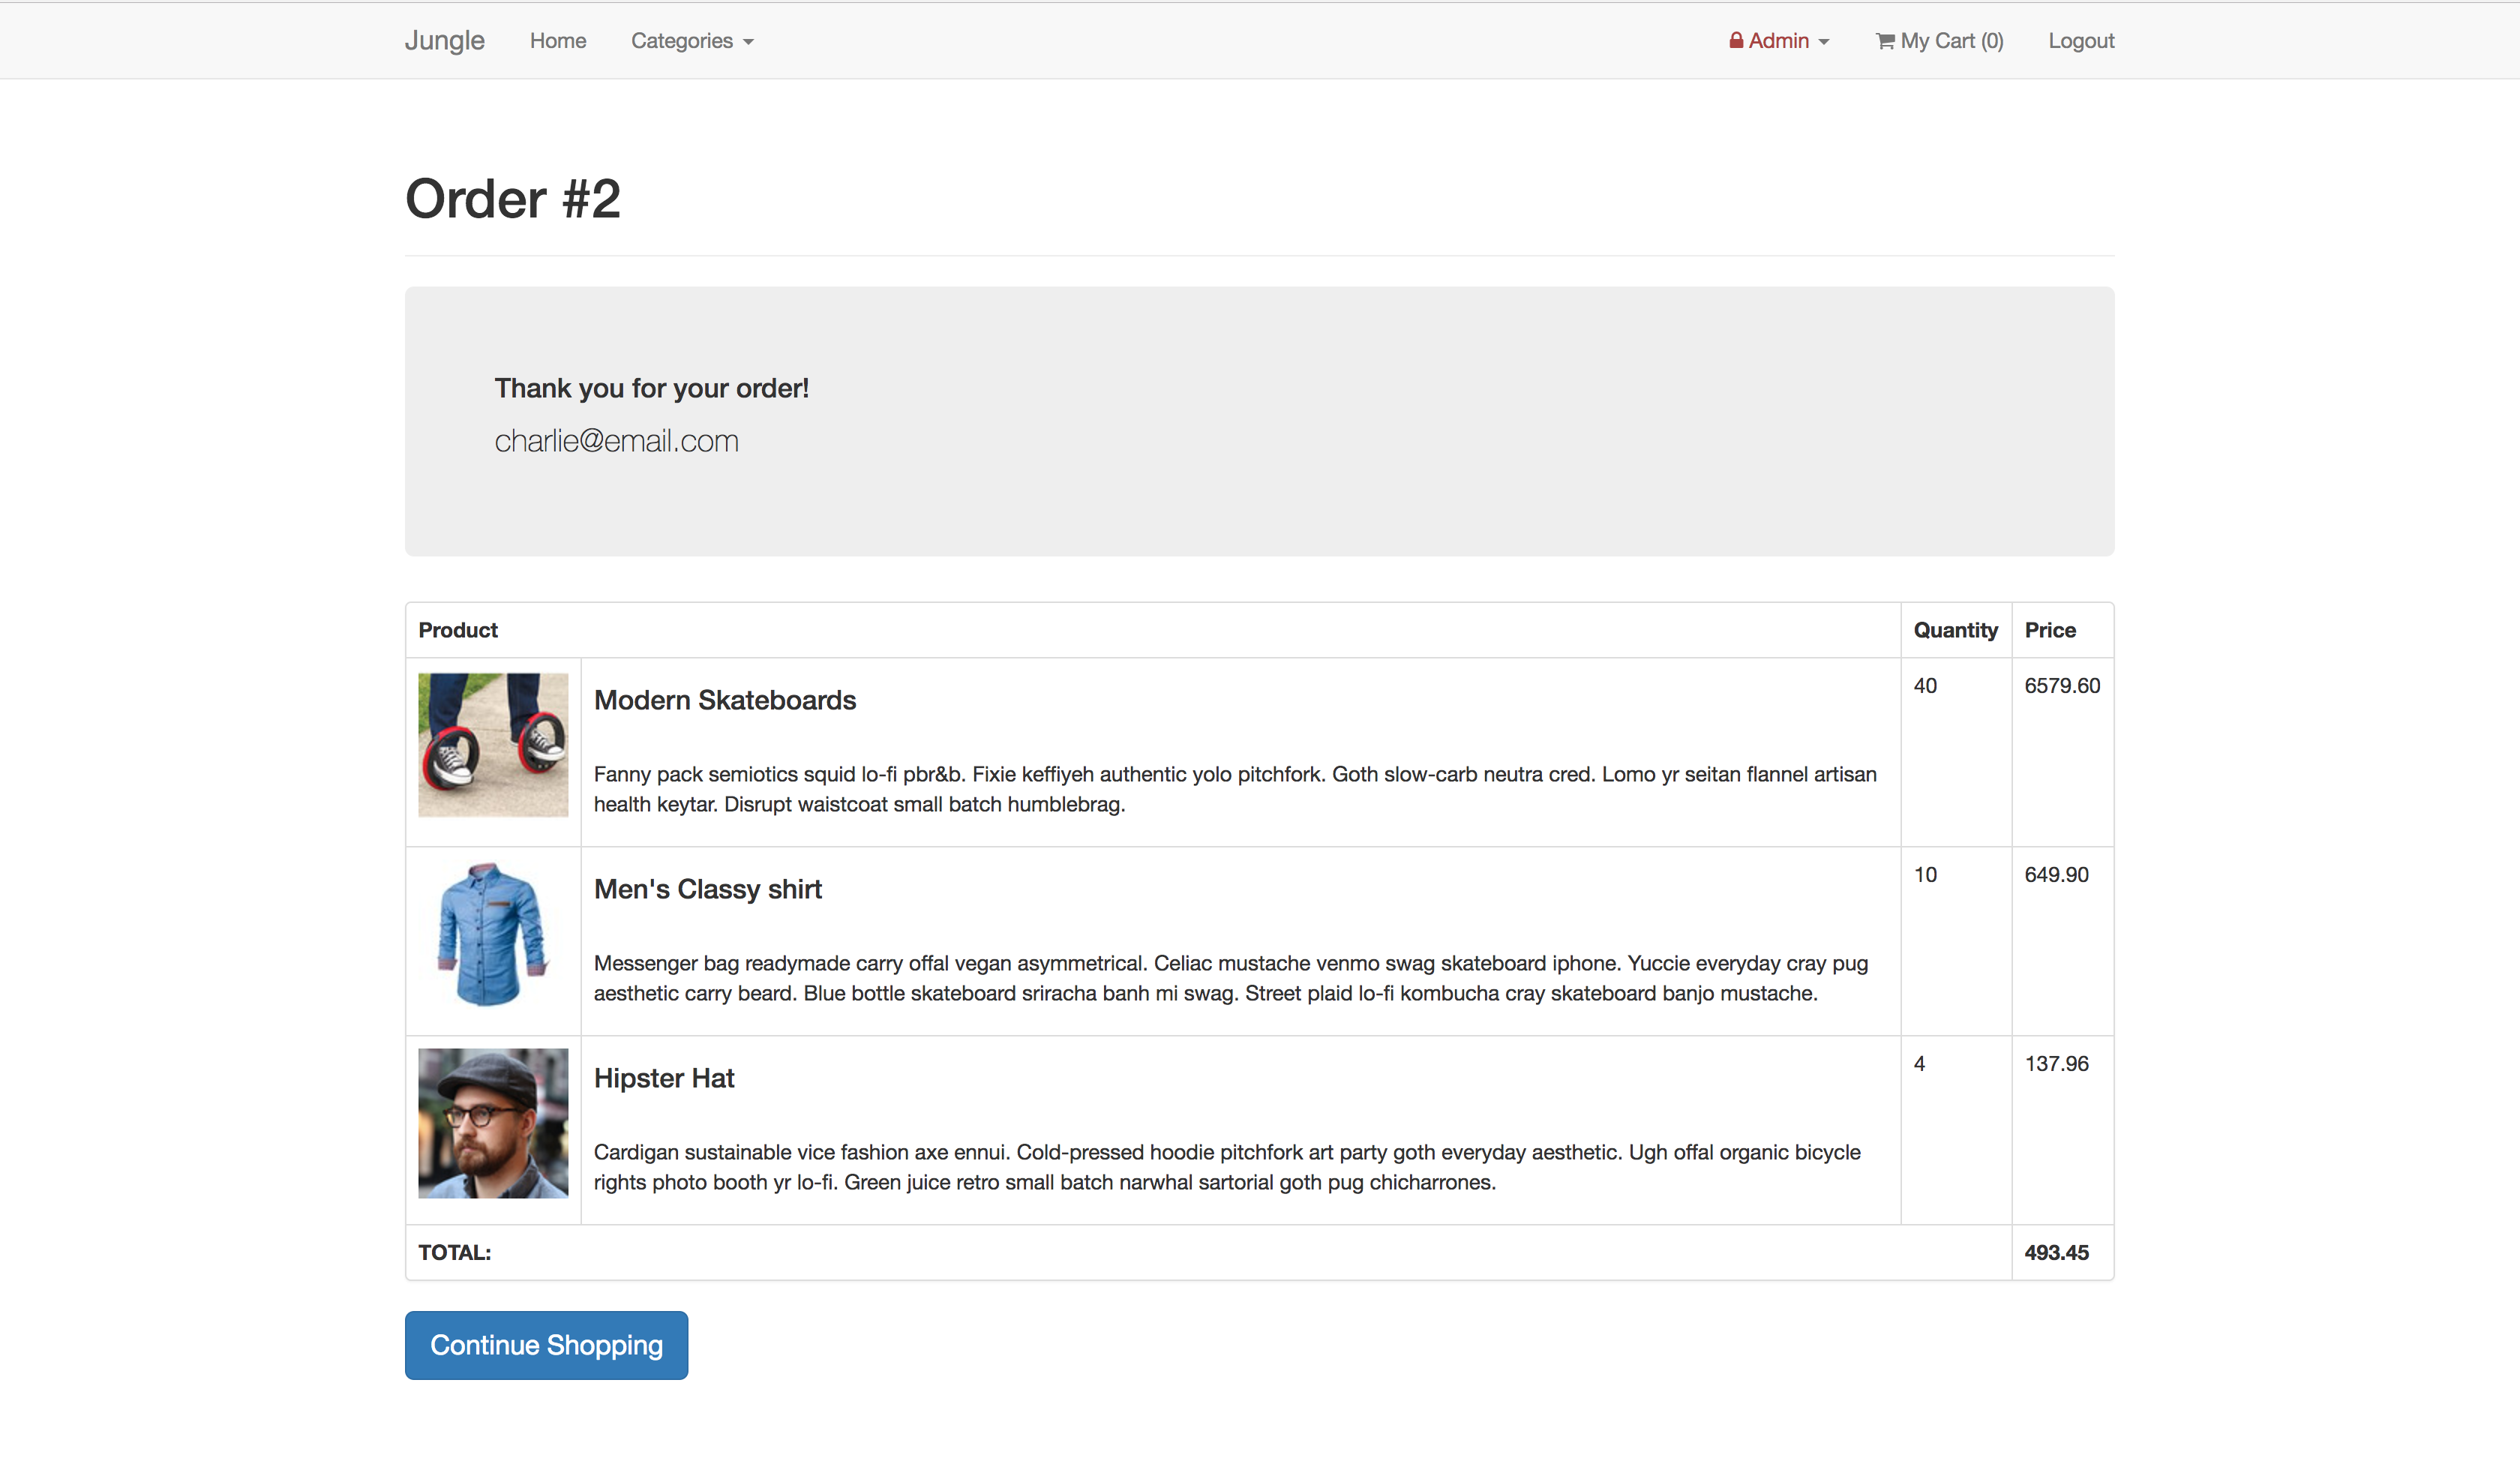 Jungle Home Categories Admin My Cart (0) Logout
Order #2
Thank you for your order!
charlie@email.com
Product Quantity Price
Modern Skateboards 40 6579.60
Fanny pack semiotics squid lo-fi pbr&b. Fixie keffiyeh authentic yolo pitchfork. Goth slow-carb neutra cred. Lomo yr seitan flannel artisan
health keytar. Disrupt waistcoat small batch humblebrag.
Men's Classy shirt 10 649.90
Messenger bag readymade carry offal vegan asymmetrical. Celiac mustache venmo swag skateboard iphone. Yuccie everyday cray pug
aesthetic carry beard. Blue bottle skateboard sriracha banh mi swag. Street plaid lo-fi kombucha cray skateboard banjo mustache.
Hipster Hat 4 137.96
Cardigan sustainable vice fashion axe ennui. Cold-pressed hoodie pitchfork art party goth everyday aesthetic. Ugh offal organic bicycle
rights photo booth yr lo-fi. Green juice retro small batch narwhal sartorial goth pug chicharrones.
TOTAL: 493.45
Continue Shopping